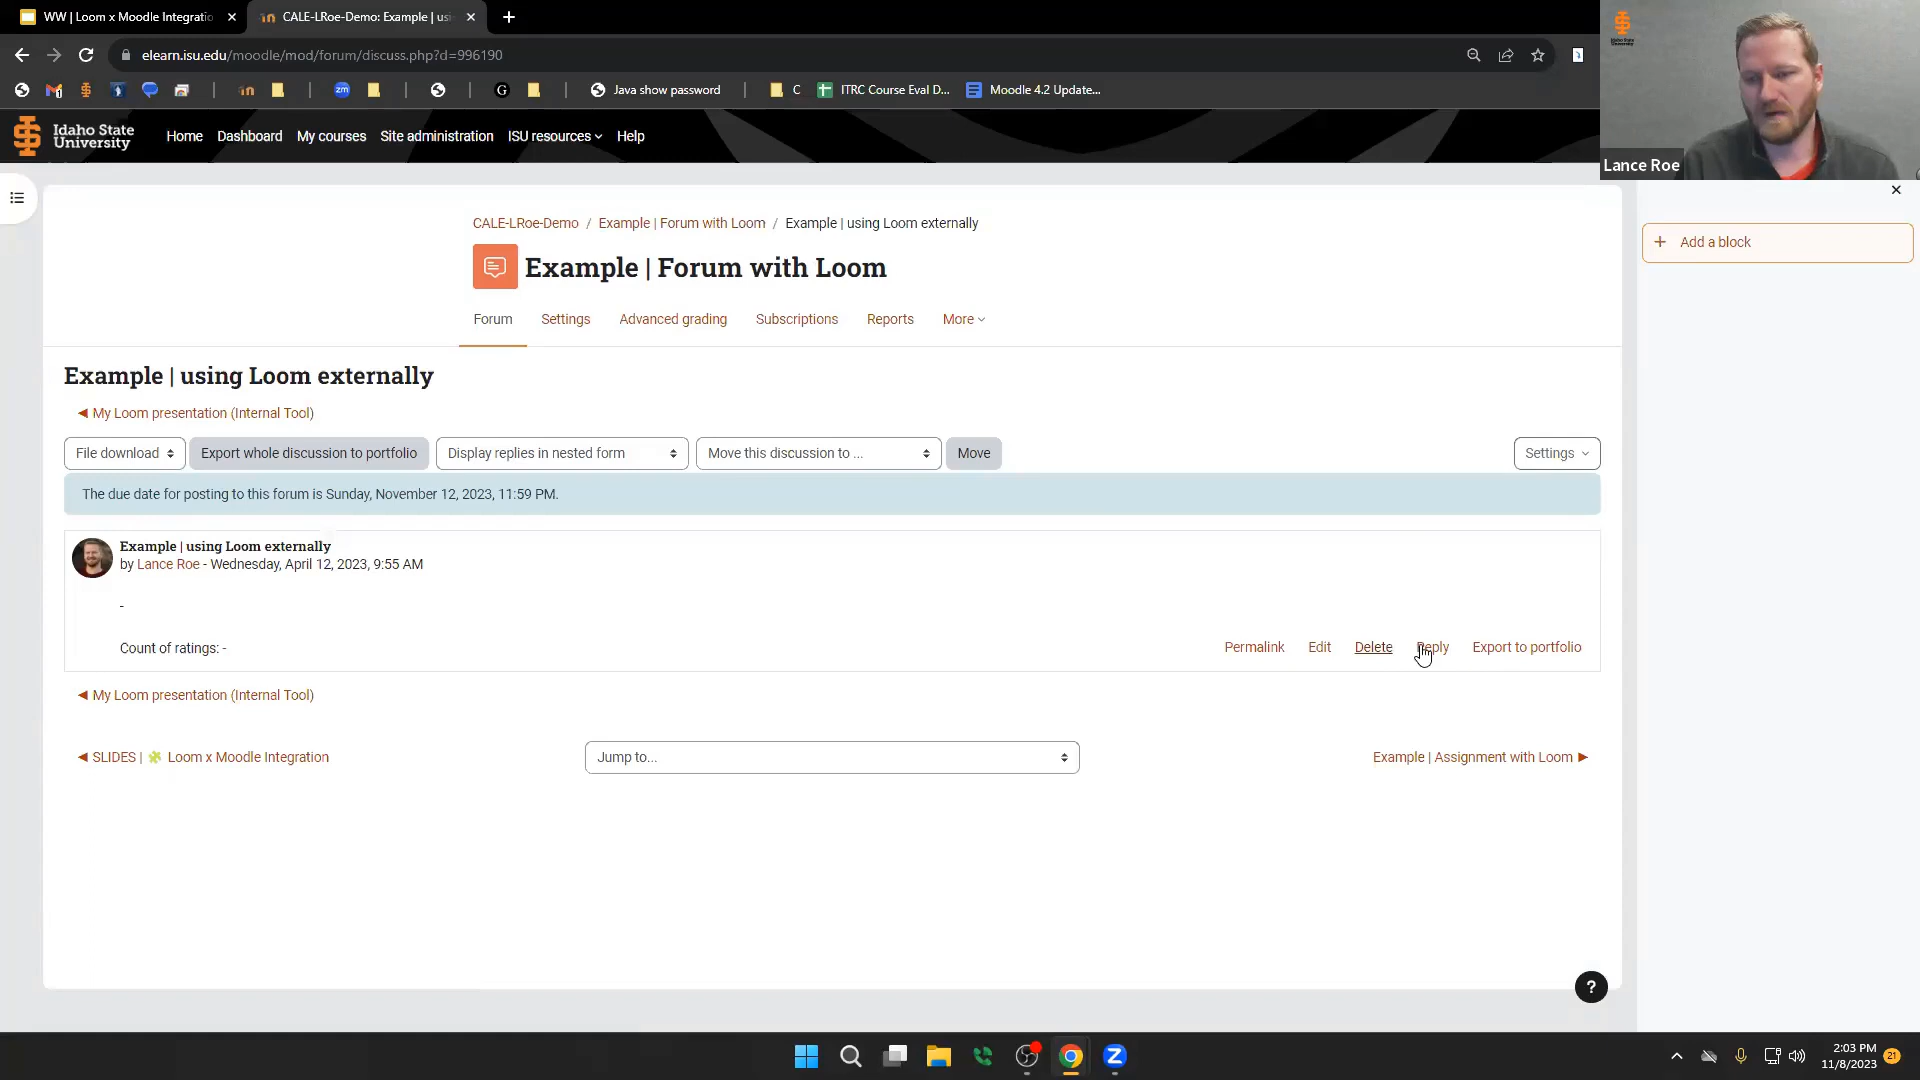 WW | Loom x Moodle Integratio
CALE-LRoe-Demo: Example | usi
elearn.isu.edu/moodle/mod/forum/discuss.php?d=996190
Java show password
C
ITRC Course Eval D...
Moodle 4.2 Update...
Idaho State University
Lance Roe
Idaho State
University
Home
Dashboard
My courses
Site administration
ISU resources
Help
Add a block
CALE-LRoe-Demo / Example | Forum with Loom / Example | using Loom externally
Example | Forum with Loom
Forum
Settings
Advanced grading
Subscriptions
Reports
More
Example | using Loom externally
◀ My Loom presentation (Internal Tool)
File download
Export whole discussion to portfolio
Display replies in nested form
Move this discussion to ...
Move
Settings
The due date for posting to this forum is Sunday, November 12, 2023, 11:59 PM.
Example | using Loom externally
by Lance Roe - Wednesday, April 12, 2023, 9:55 AM
-
Count of ratings: -
Permalink
Edit
Delete
Reply
Export to portfolio
◀ My Loom presentation (Internal Tool)
◀ SLIDES | 🧩 Loom x Moodle Integration
Jump to...
Example | Assignment with Loom ▶
?
2:03 PM
11/8/2023
21